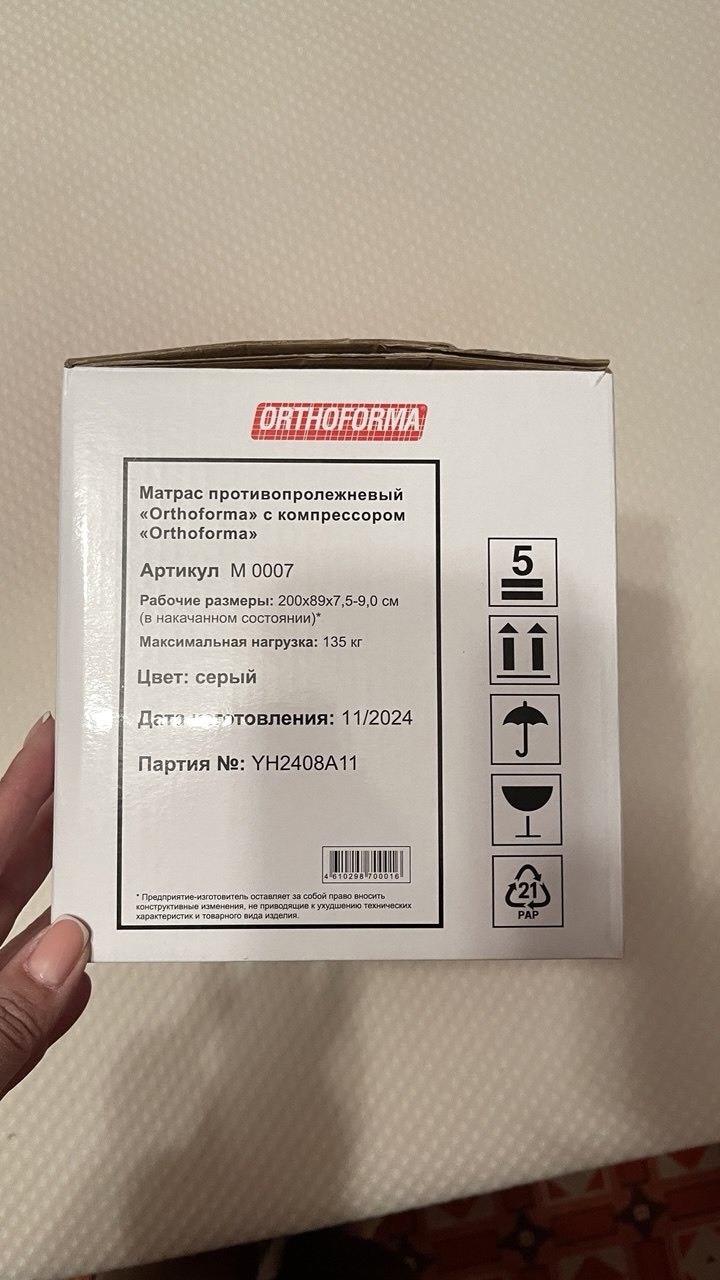 ORTHOFORMA
Матрас противопролежневый
«Orthoforma» с компрессором
«Orthoforma»
Артикул M 0007
Рабочие размеры: 200x89x7,5-9,0 см
(в накачанном состоянии)*
Максимальная нагрузка: 135 кг
Цвет: серый
Дата изготовления: 11/2024
Партия №: YH2408A11
4 610298 700016
* Предприятие-изготовитель оставляет за собой право вносить
конструктивные изменения, не приводящие к ухудшению технических
характеристик и товарного вида изделия.
5
21
PAP